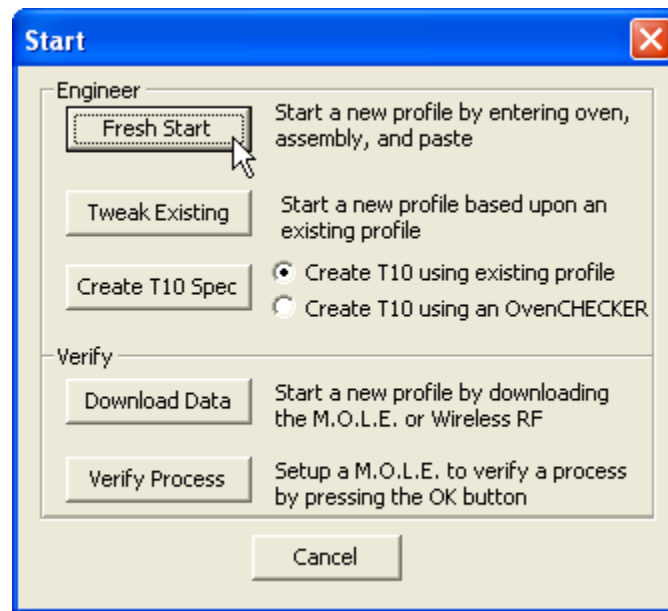 Start
Engineer
Fresh Start
Start a new profile by entering oven,
assembly, and paste
Tweak Existing
Start a new profile based upon an
existing profile
Create T10 Spec
Create T10 using existing profile
Create T10 using an OvenCHECKER
Verify
Download Data
Start a new profile by downloading
the M.O.L.E. or Wireless RF
Verify Process
Setup a M.O.L.E. to verify a process
by pressing the OK button
Cancel